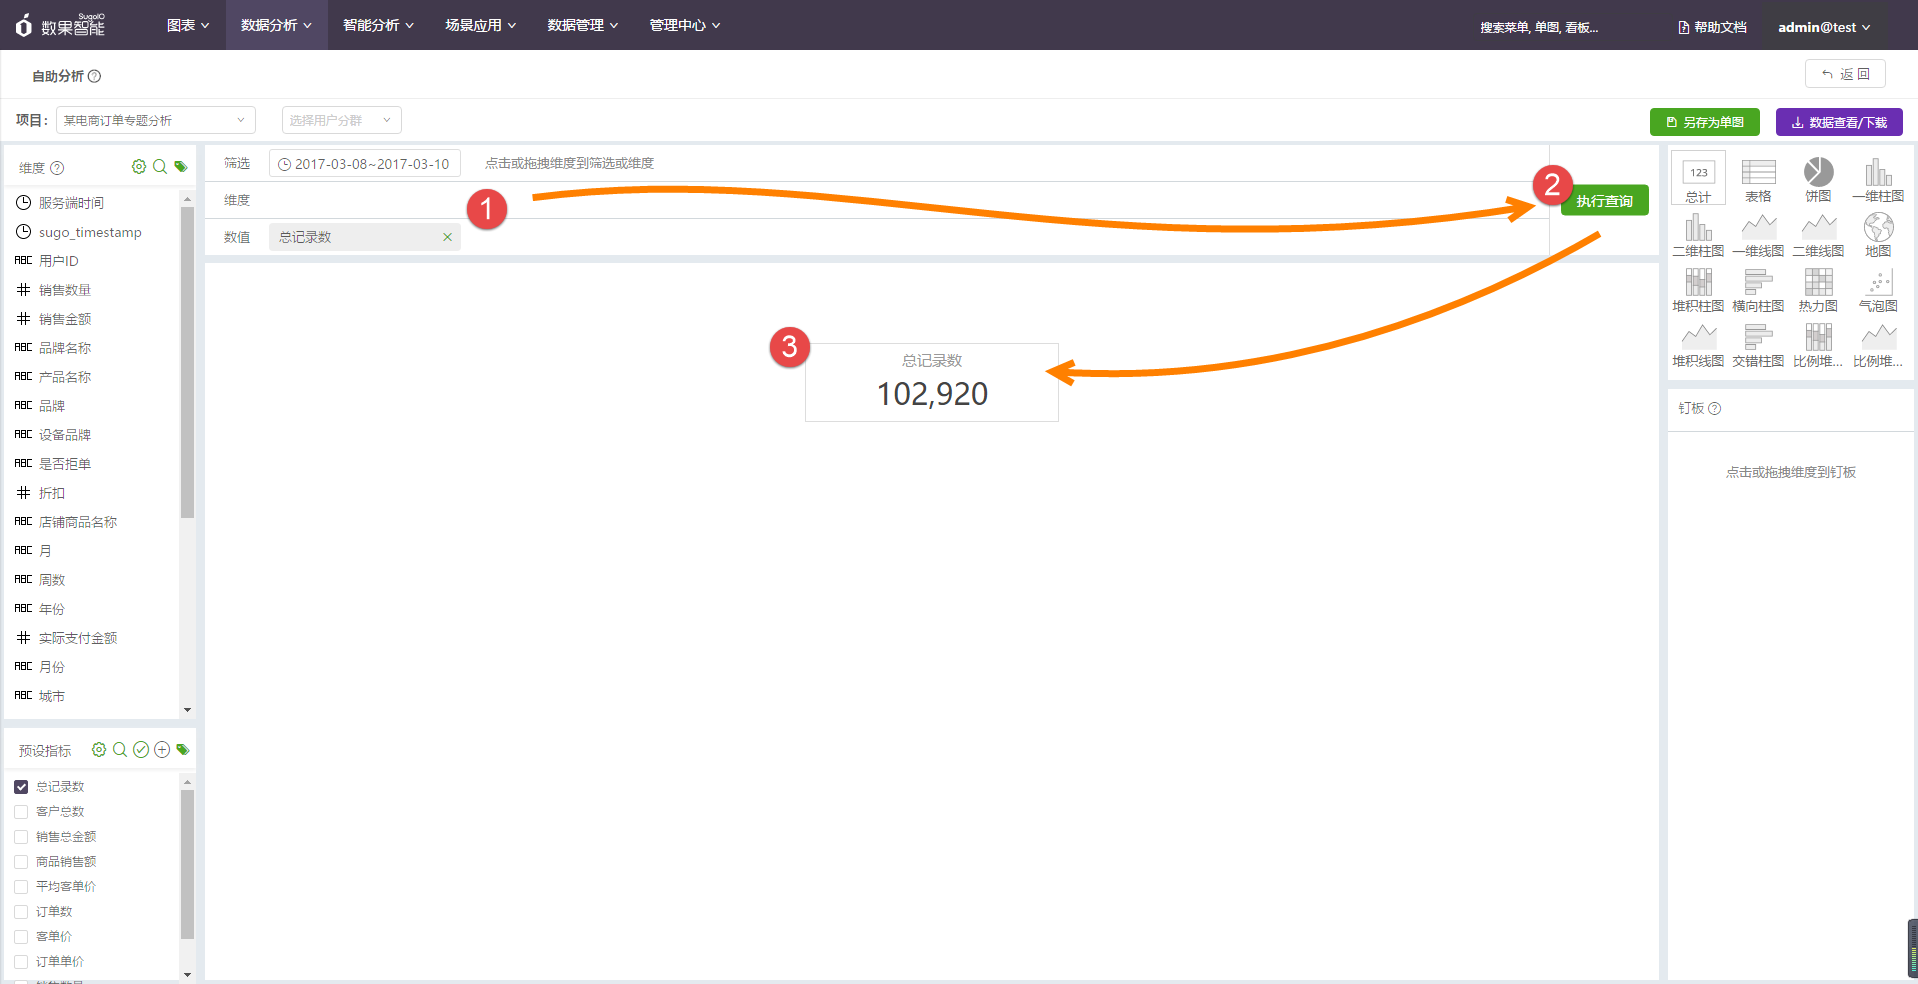 SugoIO
数果智能
图表
数据分析
智能分析
场景应用
数据管理
管理中心
搜索菜单, 单图, 看板...
帮助文档
admin@test
自助分析
返 回
项目：
某电商订单专题分析
选择用户分群
另存为单图
数据查看/下载
维度
服务端时间
sugo_timestamp
ABC 用户ID
销售数量
销售金额
ABC 品牌名称
ABC 产品名称
ABC 品牌
ABC 设备品牌
ABC 是否拒单
折扣
ABC 店铺商品名称
ABC 月
ABC 周数
ABC 年份
实际支付金额
ABC 月份
ABC 城市
预设指标
总记录数
客户总数
销售总金额
商品销售额
平均客单价
订单数
客单价
订单单价
筛选
2017-03-08~2017-03-10
点击或拖拽维度到筛选或维度
维度
数值
总记录数
1
2
执行查询
3
总记录数
102,920
123
总计
表格
饼图
一维柱图
二维柱图
一维线图
二维线图
地图
堆积柱图
横向柱图
热力图
气泡图
堆积线图
交错柱图
比例堆...
比例堆...
钉板
点击或拖拽维度到钉板